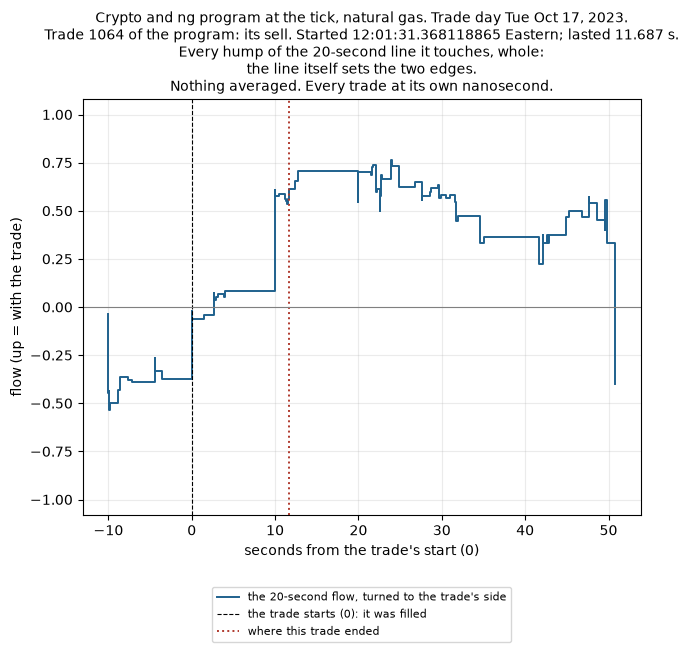 Crypto and ng program at the tick, natural gas. Trade day Tue Oct 17, 2023.
Trade 1064 of the program: its sell. Started 12:01:31.368118865 Eastern; lasted 11.687 s.
Every hump of the 20-second line it touches, whole:
the line itself sets the two edges.
Nothing averaged. Every trade at its own nanosecond.
1.00
0.75
0.50
0.25
0.00
−0.25
−0.50
−0.75
−1.00
flow (up = with the trade)
−10
0
10
20
30
40
50
seconds from the trade's start (0)
the 20-second flow, turned to the trade's side
the trade starts (0): it was filled
where this trade ended